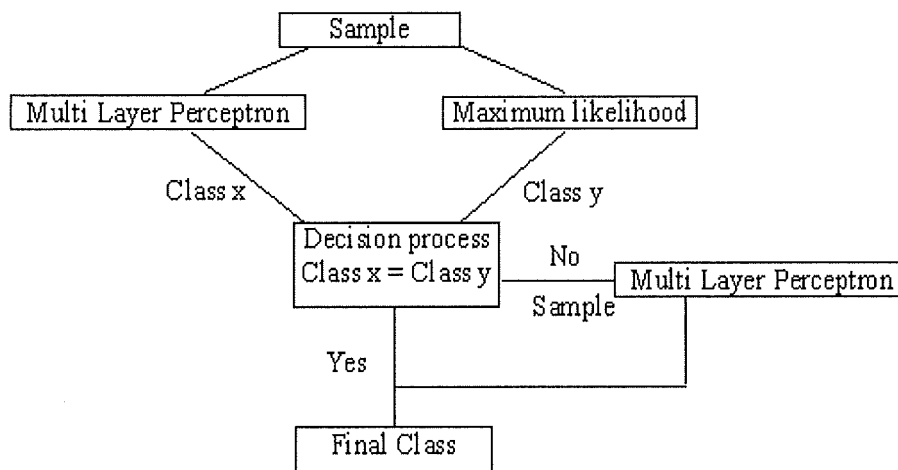 Sample
Multi Layer Perceptron
Maximum likelihood
Class x
Class y
Decision process
Class x = Class y
No
Sample
Multi Layer Perceptron
Yes
Final Class